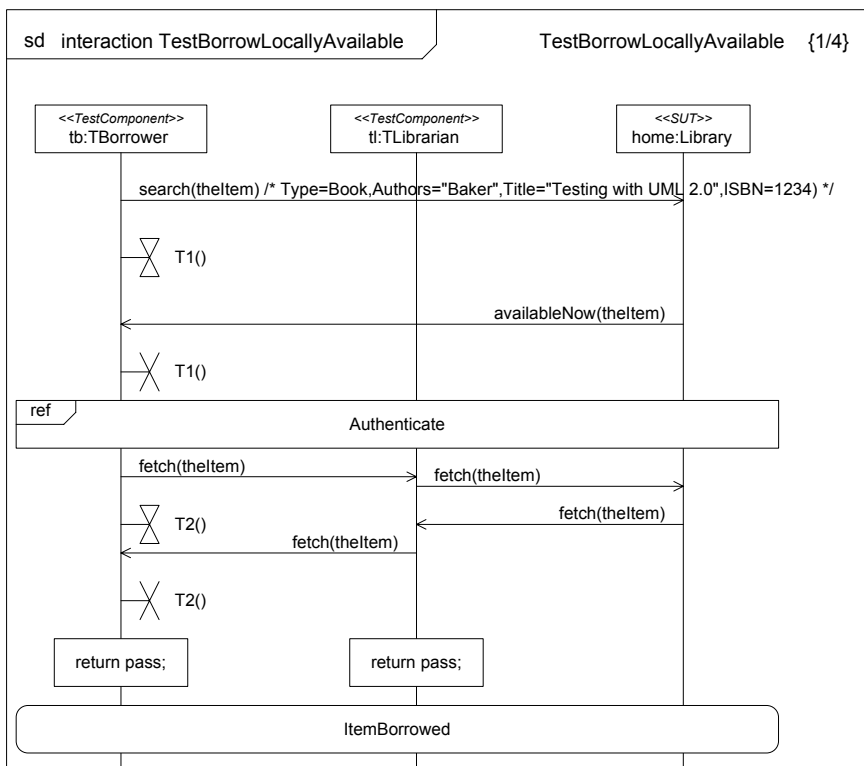 sd interaction TestBorrowLocallyAvailable
TestBorrowLocallyAvailable {1/4}
<<TestComponent>>
tb:TBorrower
<<TestComponent>>
tl:TLibrarian
<<SUT>>
home:Library
search(theItem) /* Type=Book,Authors="Baker",Title="Testing with UML 2.0",ISBN=1234) */
T1()
availableNow(theItem)
T1()
ref
Authenticate
fetch(theItem)
fetch(theItem)
fetch(theItem)
T2()
fetch(theItem)
T2()
return pass;
return pass;
ItemBorrowed